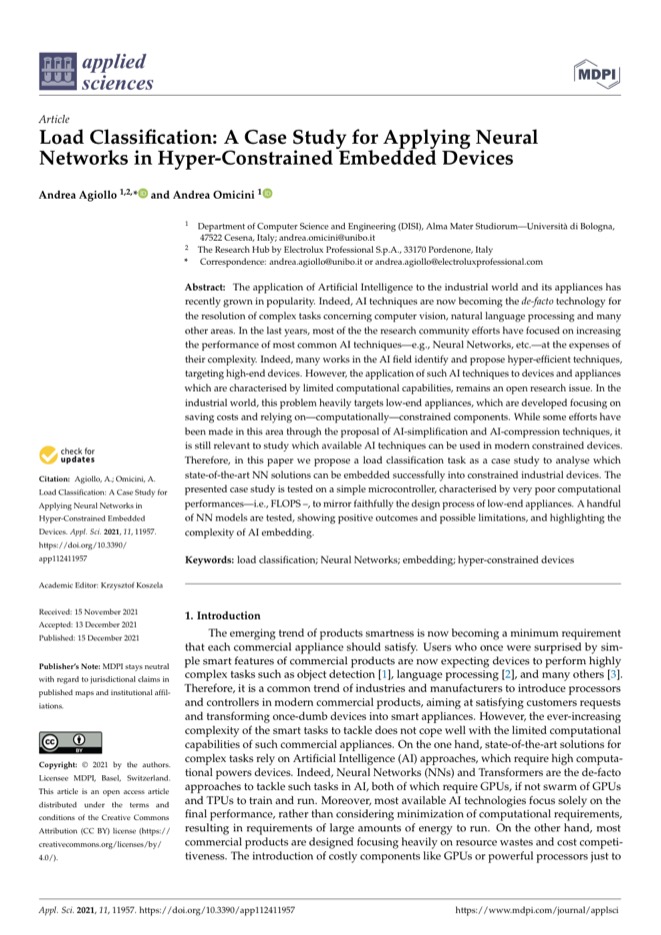 applied
sciences
MDPI
Article
Load Classification: A Case Study for Applying Neural
Networks in Hyper-Constrained Embedded Devices
Andrea Agiollo 1,2,* and Andrea Omicini 1
1 Department of Computer Science and Engineering (DISI), Alma Mater Studiorum—Università di Bologna,
47522 Cesena, Italy; andrea.omicini@unibo.it
2 The Research Hub by Electrolux Professional S.p.A., 33170 Pordenone, Italy
* Correspondence: andrea.agiollo@unibo.it or andrea.agiollo@electroluxprofessional.com
Abstract: The application of Artificial Intelligence to the industrial world and its appliances has
recently grown in popularity. Indeed, AI techniques are now becoming the de-facto technology for
the resolution of complex tasks concerning computer vision, natural language processing and many
other areas. In the last years, most of the the research community efforts have focused on increasing
the performance of most common AI techniques—e.g., Neural Networks, etc.—at the expenses of
their complexity. Indeed, many works in the AI field identify and propose hyper-efficient techniques,
targeting high-end devices. However, the application of such AI techniques to devices and appliances
which are characterised by limited computational capabilities, remains an open research issue. In the
industrial world, this problem heavily targets low-end appliances, which are developed focusing on
saving costs and relying on—computationally—constrained components. While some efforts have
been made in this area through the proposal of AI-simplification and AI-compression techniques, it
is still relevant to study which available AI techniques can be used in modern constrained devices.
Therefore, in this paper we propose a load classification task as a case study to analyse which
state-of-the-art NN solutions can be embedded successfully into constrained industrial devices. The
presented case study is tested on a simple microcontroller, characterised by very poor computational
performances—i.e., FLOPS –, to mirror faithfully the design process of low-end appliances. A handful
of NN models are tested, showing positive outcomes and possible limitations, and highlighting the
complexity of AI embedding.
Keywords: load classification; Neural Networks; embedding; hyper-constrained devices
check for
updates
Citation: Agiollo, A.; Omicini, A.
Load Classification: A Case Study for
Applying Neural Networks in
Hyper-Constrained Embedded
Devices. Appl. Sci. 2021, 11, 11957.
https://doi.org/10.3390/
app112411957
Academic Editor: Krzysztof Koszela
Received: 15 November 2021
Accepted: 13 December 2021
Published: 15 December 2021
Publisher's Note: MDPI stays neutral
with regard to jurisdictional claims in
published maps and institutional affil-
iations.
cc BY
Copyright: © 2021 by the authors.
Licensee MDPI, Basel, Switzerland.
This article is an open access article
distributed under the terms and
conditions of the Creative Commons
Attribution (CC BY) license (https://
creativecommons.org/licenses/by/
4.0/).
1. Introduction
The emerging trend of products smartness is now becoming a minimum requirement
that each commercial appliance should satisfy. Users who once were surprised by sim-
ple smart features of commercial products are now expecting devices to perform highly
complex tasks such as object detection [1], language processing [2], and many others [3].
Therefore, it is a common trend of industries and manufacturers to introduce processors
and controllers in modern commercial products, aiming at satisfying customers requests
and transforming once-dumb devices into smart appliances. However, the ever-increasing
complexity of the smart tasks to tackle does not cope well with the limited computational
capabilities of such commercial appliances. On the one hand, state-of-the-art solutions for
complex tasks rely on Artificial Intelligence (AI) approaches, which require high computa-
tional powers devices. Indeed, Neural Networks (NNs) and Transformers are the de-facto
approaches to tackle such tasks in AI, both of which require GPUs, if not swarm of GPUs
and TPUs to train and run. Moreover, most available AI technologies focus solely on the
final performance, rather than considering minimization of computational requirements,
resulting in requirements of large amounts of energy to run. On the other hand, most
commercial products are designed focusing heavily on resource wastes and cost competi-
tiveness. The introduction of costly components like GPUs or powerful processors just to
Appl. Sci. 2021, 11, 11957. https://doi.org/10.3390/app112411957
https://www.mdpi.com/journal/applsci